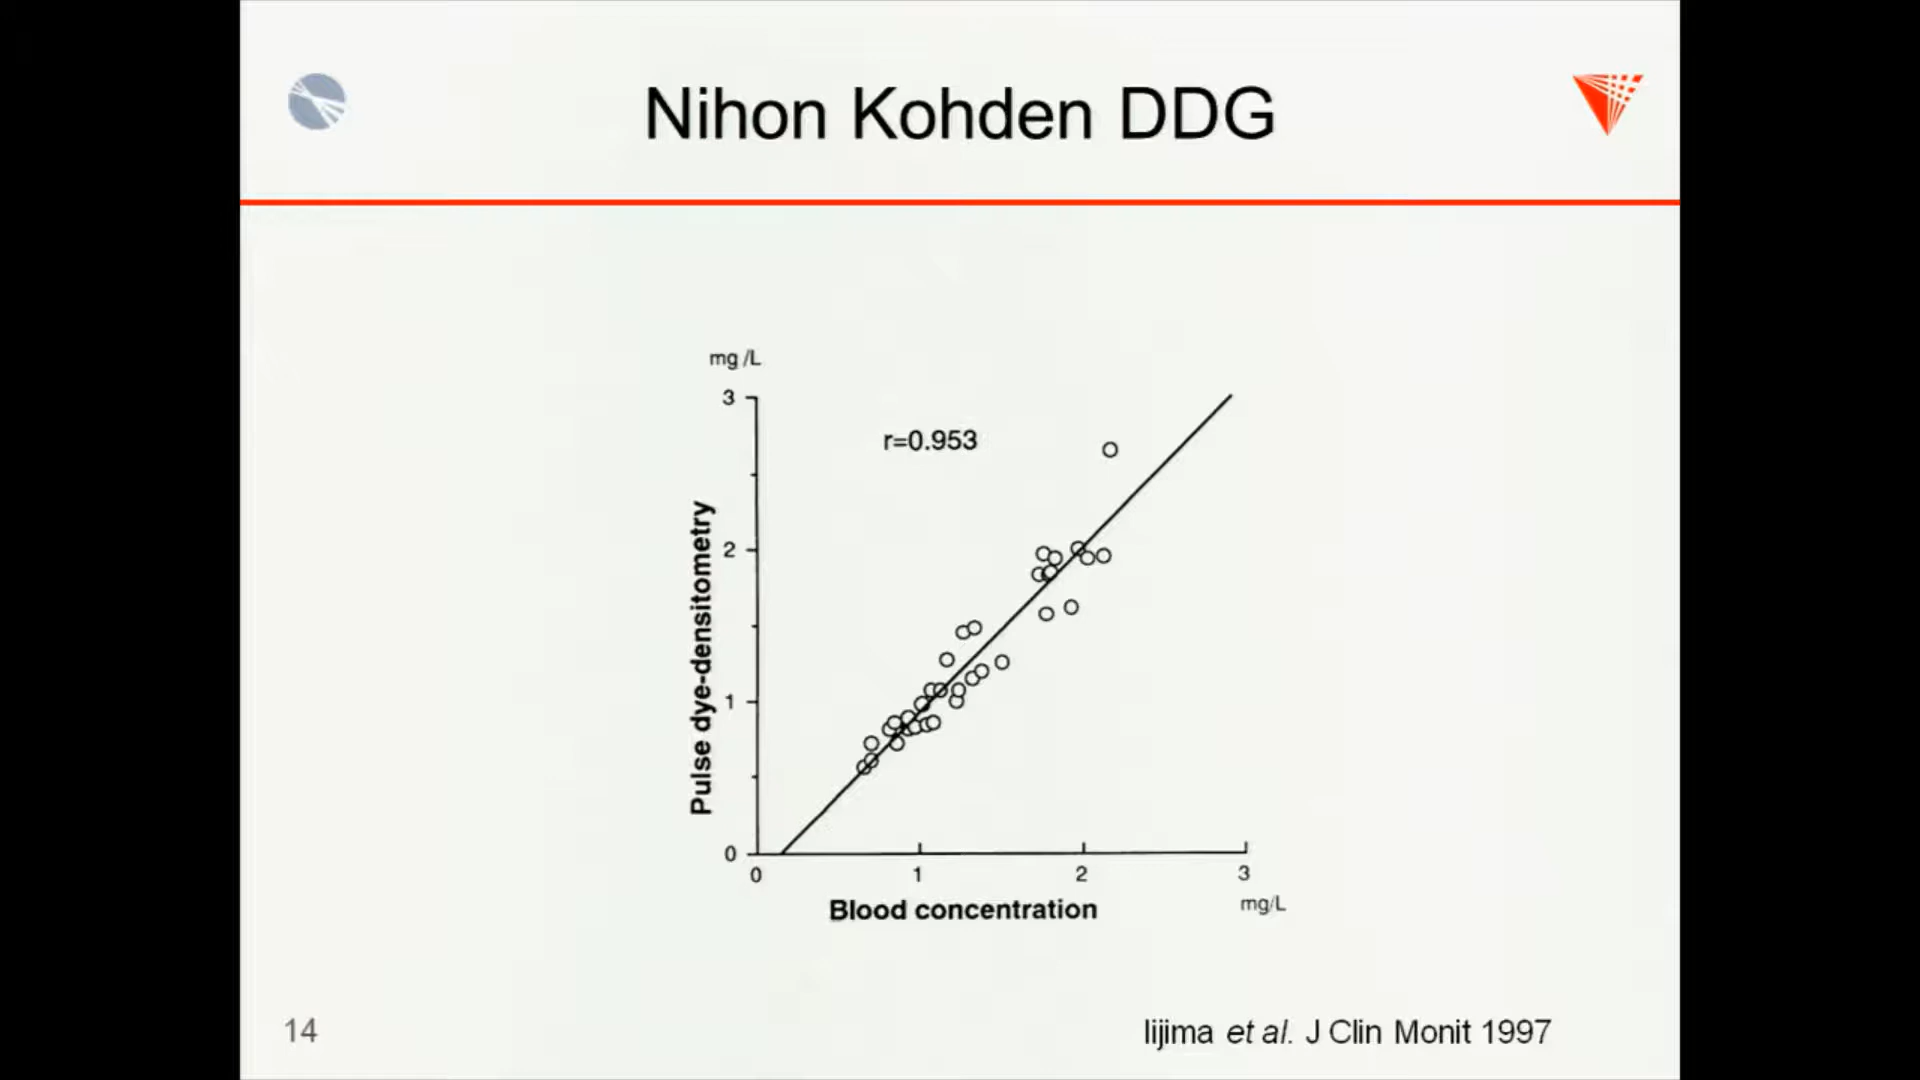 Nihon Kohden DDG
mg/L
3
r=0.953
2
1
0
Pulse dye-densitometry
0 1 2 3
mg/L
Blood concentration
14
Iijima et al. J Clin Monit 1997